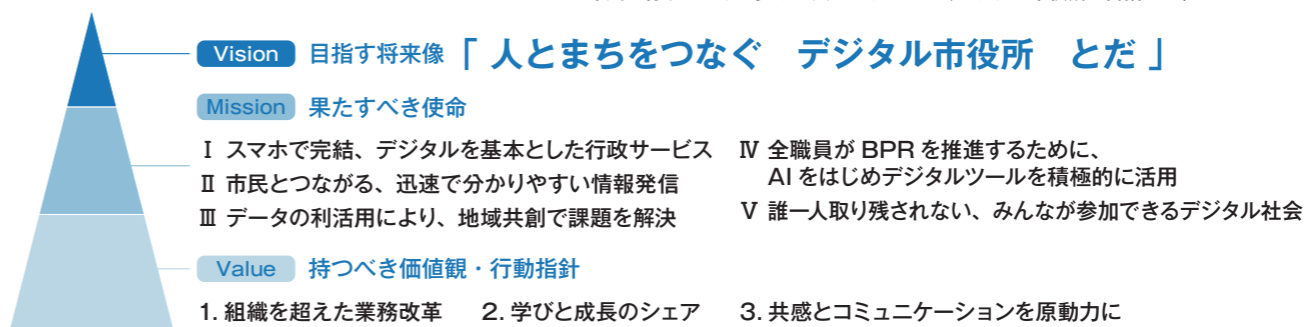 Vision 目指す将来像「 人とまちをつなぐ　デジタル市役所　とだ 」
Mission 果たすべき使命
Ⅰ スマホで完結、デジタルを基本とした行政サービス
Ⅱ 市民とつながる、迅速で分かりやすい情報発信
Ⅲ データの利活用により、地域共創で課題を解決
Ⅳ 全職員が BPR を推進するために、
AI をはじめデジタルツールを積極的に活用
Ⅴ 誰一人取り残されない、みんなが参加できるデジタル社会
Value 持つべき価値観・行動指針
1. 組織を超えた業務改革　2. 学びと成長のシェア　3. 共感とコミュニケーションを原動力に